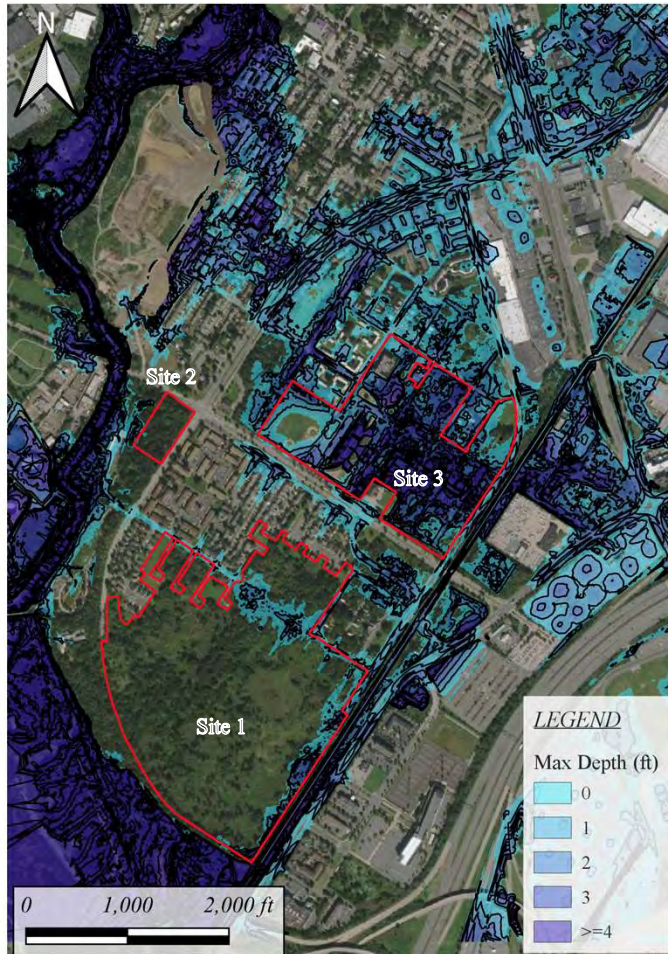 N
Site 2
Site 3
Site 1
LEGEND
Max Depth (ft)
0
1
2
3
>=4
0 1,000 2,000 ft